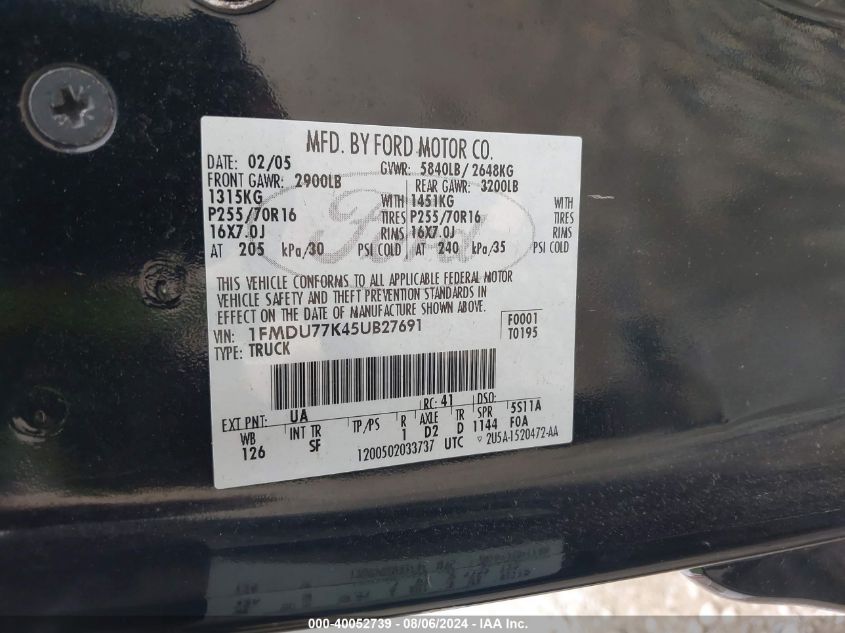 MFD. BY FORD MOTOR CO.
DATE: 02/05 GVWR: 5840LB/ 2648KG
FRONT GAWR: 2900LB REAR GAWR: 3200LB
1315KG WITH 1451KG WITH
P255/70R16 TIRES P255/70R16 TIRES
16X7.0J RIMS 16X7.0J RIMS
AT 205 kPa/30 PSI COLD AT 240 kPa/35 PSI COLD
Ford
THIS VEHICLE CONFORMS TO ALL APPLICABLE FEDERAL MOTOR
VEHICLE SAFETY AND THEFT PREVENTION STANDARDS IN
EFFECT ON THE DATE OF MANUFACTURE SHOWN ABOVE.
VIN: 1FMDU77K45UB27691 F0001
TYPE: TRUCK T0195
EXT PNT: UA RC: 41 DSO:
WB INT TR TP/PS R AXLE TR SPR 5S11A
126 SF 1 D2 D 1144 F0A
1200502033737 UTC ▽ 2U5A-1520472-AA
000-40052739 - 08/06/2024 - IAA Inc.